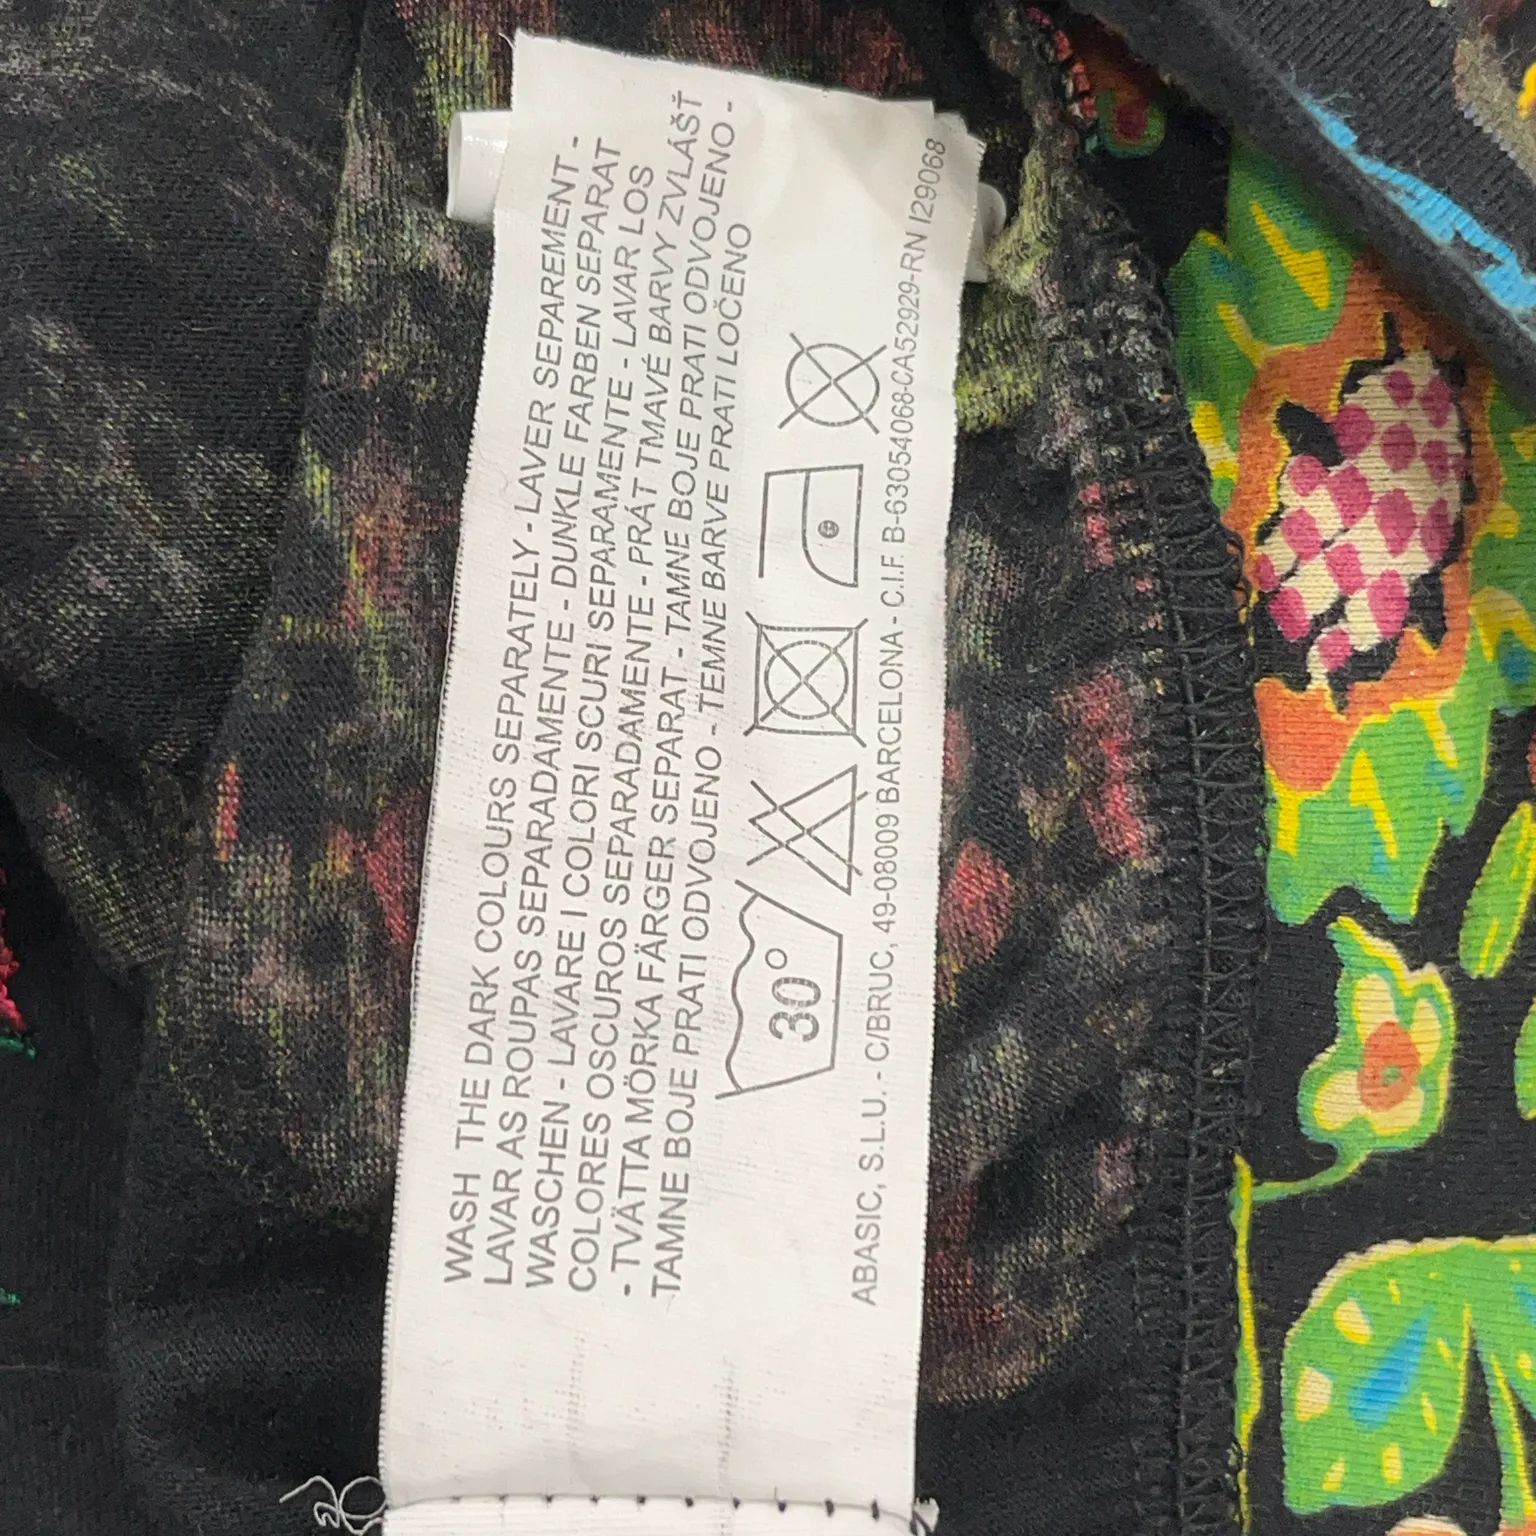 WASH THE DARK COLOURS SEPARATELY - LAVER SEPAREMENT -
LAVAR AS ROUPAS SEPARADAMENTE - DUNKLE FARBEN SEPARAT
WASCHEN - LAVARE I COLORI SCURI SEPARAMENTE - LAVAR LOS
COLORES OSCUROS SEPARADAMENTE - PRÁT TMAVÉ BARVY ZVLÁŠŤ
- TVÄTTA MÖRKA FÄRGER SEPARAT. - TAMNE BOJE PRATI ODVOJENO -
TAMNE BOJE PRATI ODVOJENO - TEMNE BARVE PRATI LOČENO
30°
ABASIC, S.L.U. - C/BRUC, 49-08009 BARCELONA - C.I.F. B-63054068-CA52929-RN 129068